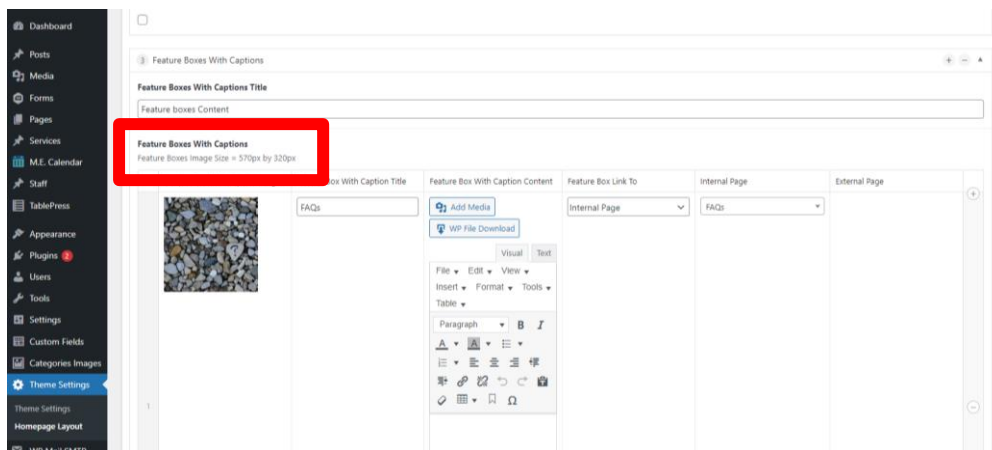 Dashboard
Posts
Media
Forms
Pages
Services
M.E. Calendar
Staff
TablePress
Appearance
Plugins 2
Users
Tools
Settings
Custom Fields
Categories Images
Theme Settings
Theme Settings
Homepage Layout
WP Mail SMTP
3 Feature Boxes With Captions
Feature Boxes With Captions Title
Feature boxes Content
Feature Boxes With Captions
Feature Boxes Image Size = 570px by 320px
Box With Caption Title
Feature Box With Caption Content
Feature Box Link To
Internal Page
External Page
1
FAQs
Add Media
WP File Download
Visual Text
File Edit View
Insert Format Tools
Table
Paragraph B I
A A
Ω
Internal Page
FAQs